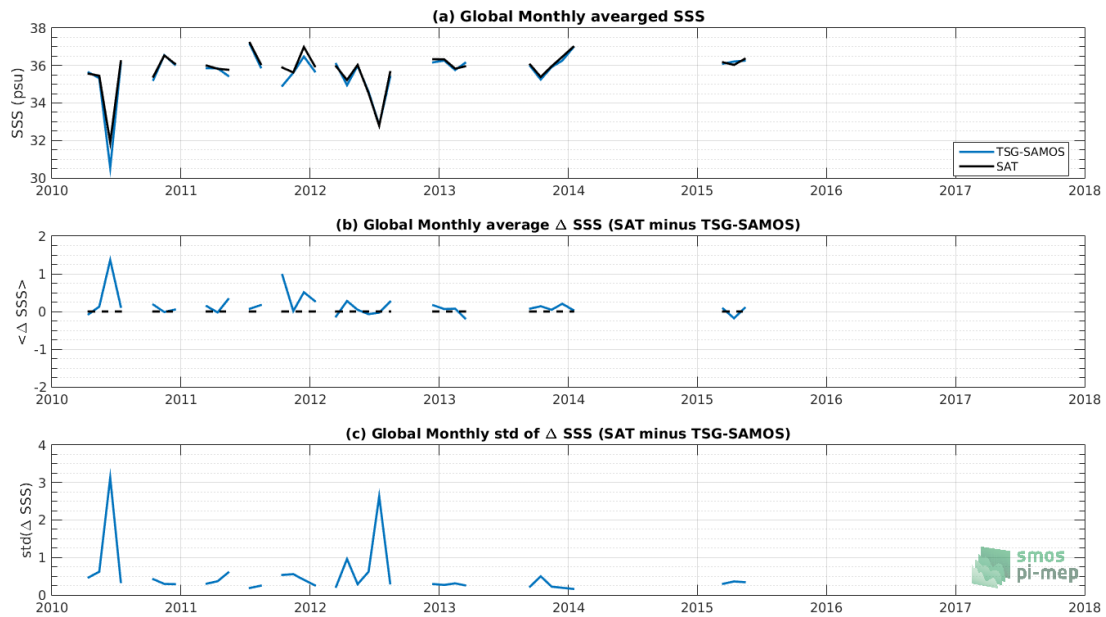 (a) Global Monthly avearged SSS
38
36
34
32
30
SSS (psu)
TSG-SAMOS
SAT
2010 2011 2012 2013 2014 2015 2016 2017 2018
(b) Global Monthly average Δ SSS (SAT minus TSG-SAMOS)
2
1
0
-1
-2
<Δ SSS>
2010 2011 2012 2013 2014 2015 2016 2017 2018
(c) Global Monthly std of Δ SSS (SAT minus TSG-SAMOS)
4
3
2
1
0
std(Δ SSS)
smos
pi-mep
2010 2011 2012 2013 2014 2015 2016 2017 2018